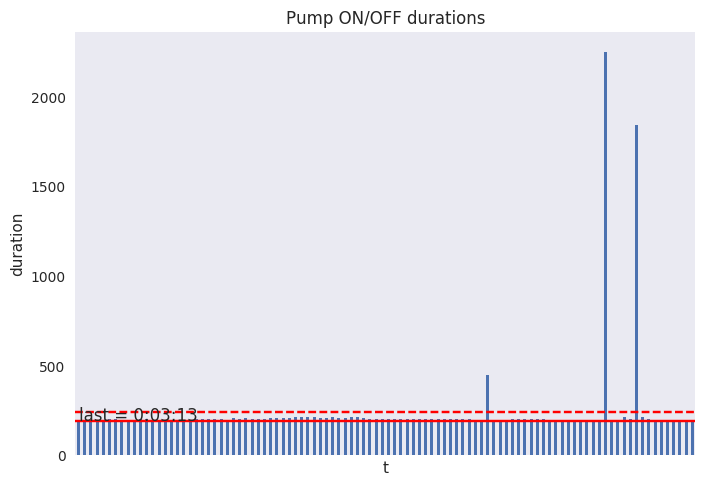 Pump ON/OFF durations
2000
1500
1000
500
0
duration
last = 0:03:13
t